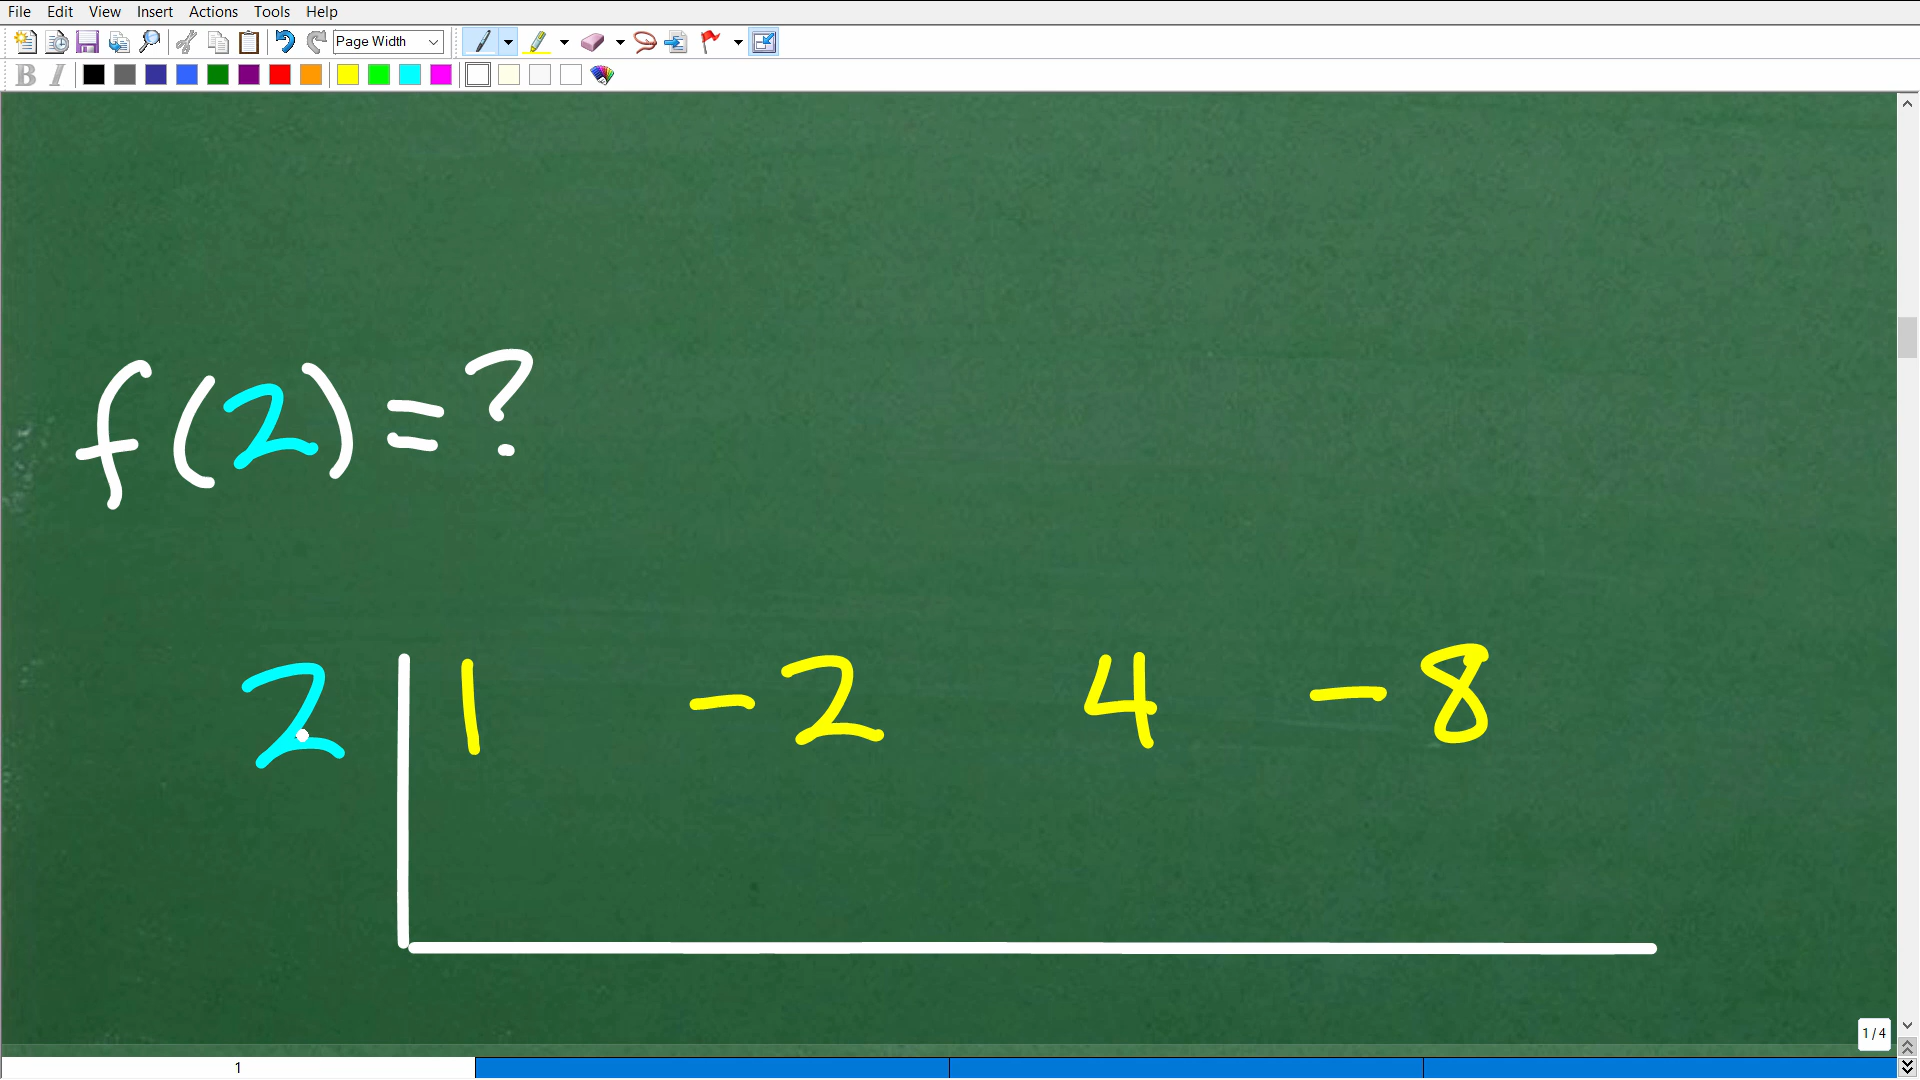 File Edit View Insert Actions Tools Help
Page Width
B I
f(2)=?
2 1 -2 4 -8
1/4
1